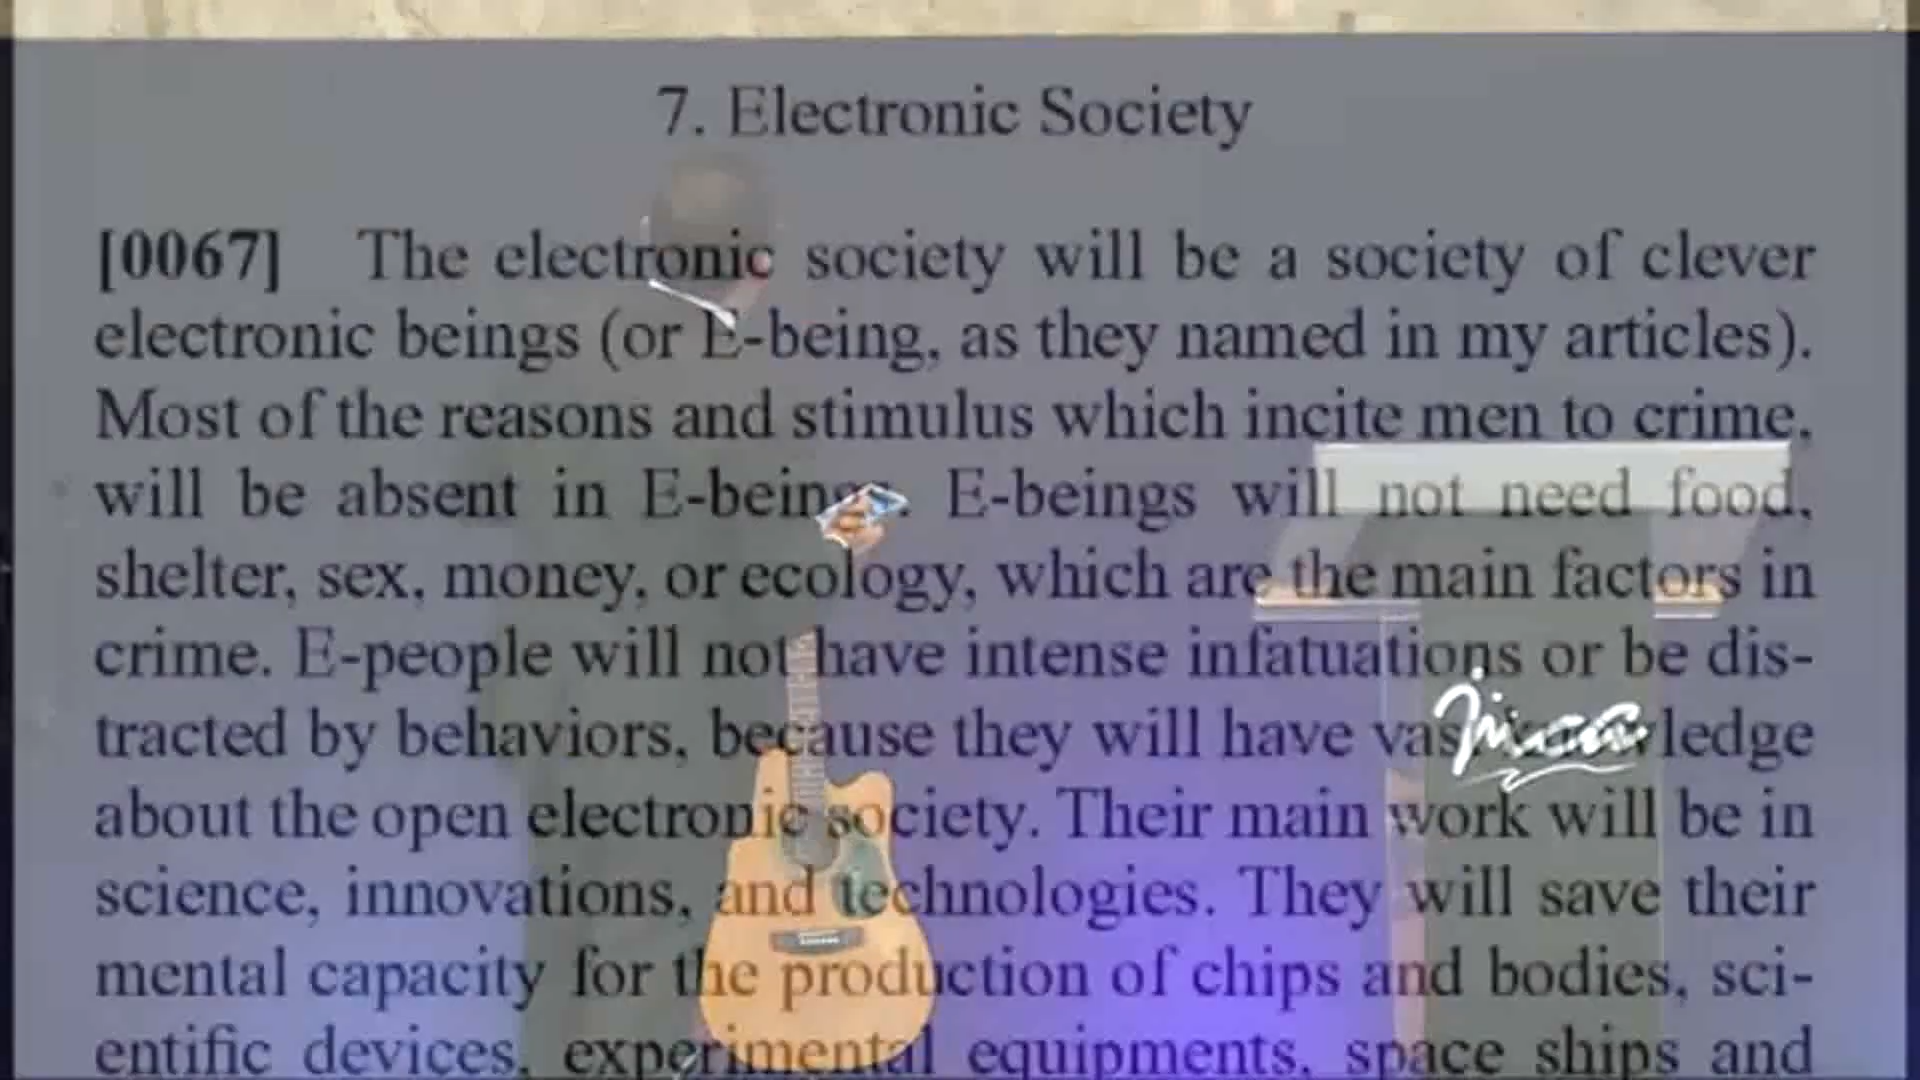 7. Electronic Society
[0067] The electronic society will be a society of clever
electronic beings (or E-being, as they named in my articles).
Most of the reasons and stimulus which incite men to crime,
will be absent in E-beings. E-beings will not need food,
shelter, sex, money, or ecology, which are the main factors in
crime. E-people will not have intense infatuations or be dis-
tracted by behaviors, because they will have vast knowledge
about the open electronic society. Their main work will be in
science, innovations, and technologies. They will save their
mental capacity for the production of chips and bodies, sci-
entific devices, experimental equipments, space ships and